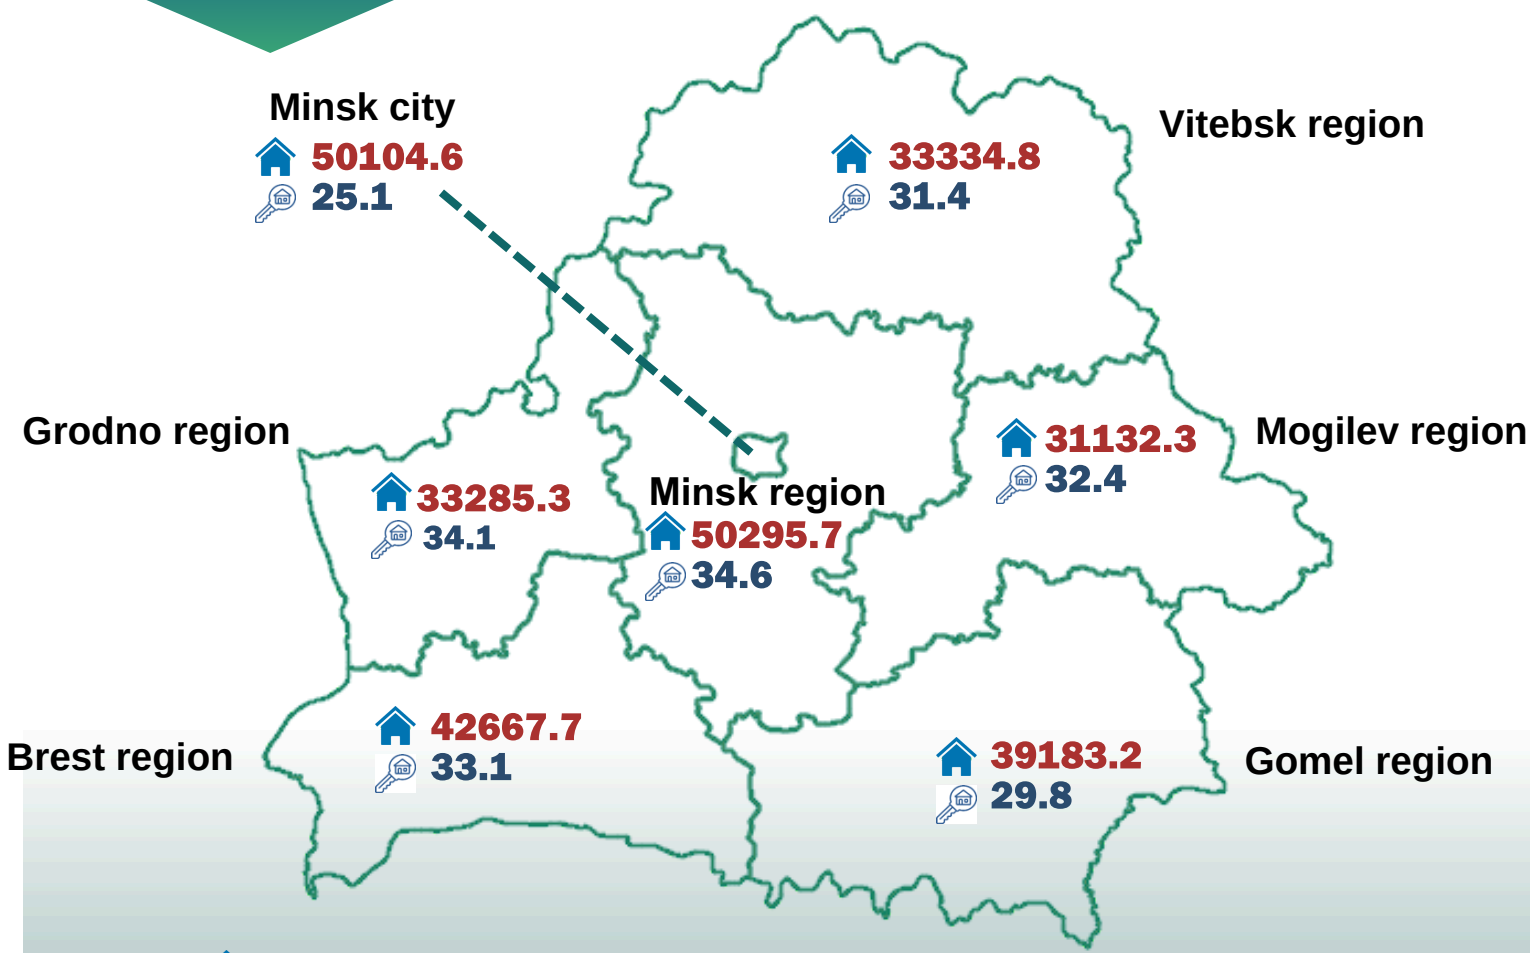 Minsk city
50104.6
25.1
Vitebsk region
33334.8
31.4
Grodno region
33285.3
34.1
Minsk region
50295.7
34.6
Mogilev region
31132.3
32.4
Brest region
42667.7
33.1
Gomel region
39183.2
29.8